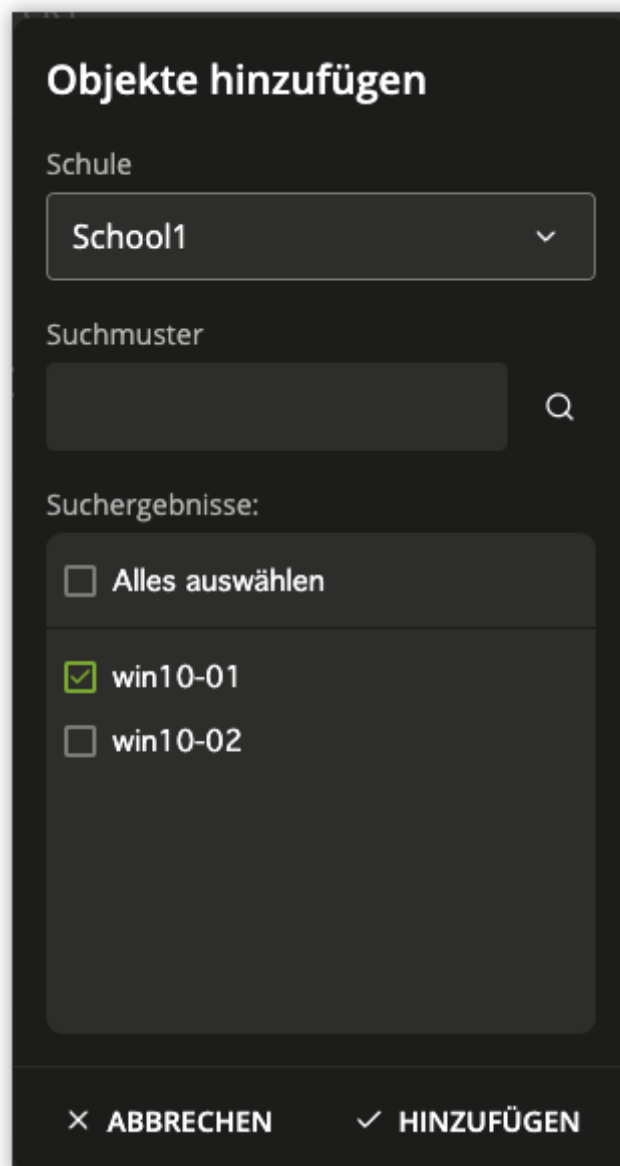 Objekte hinzufügen
Schule
School1
Suchmuster
Suchergebnisse:
Alles auswählen
win10-01
win10-02
ABBRECHEN HINZUFÜGEN